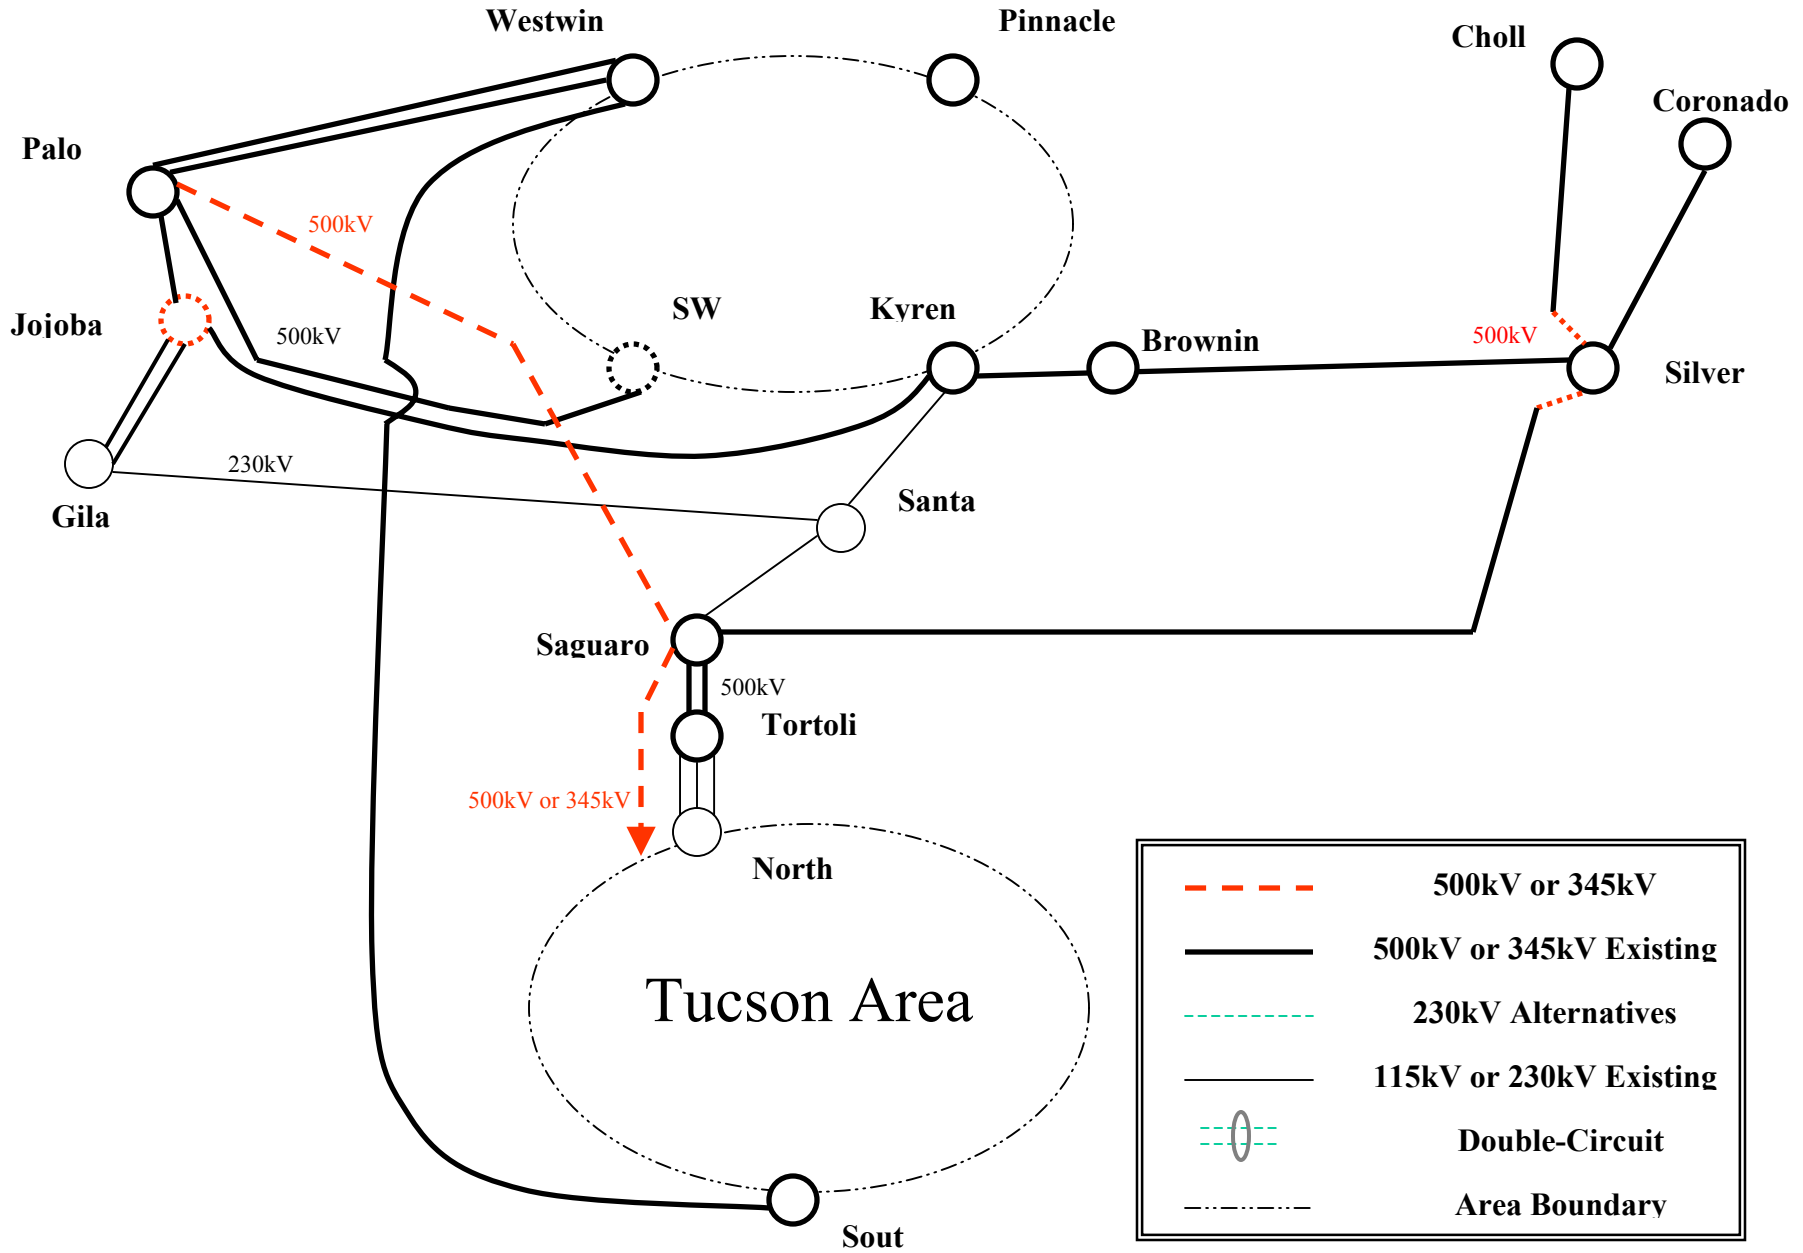 Westwin
Pinnacle
Choll
Coronado
Palo
500kV
Jojoba
500kV
SW
Kyren
Brownin
500kV
Silver
230kV
Gila
Santa
Saguaro
500kV
Tortoli
500kV or 345kV
North
Tucson Area
Sout
500kV or 345kV
500kV or 345kV Existing
230kV Alternatives
115kV or 230kV Existing
Double-Circuit
Area Boundary